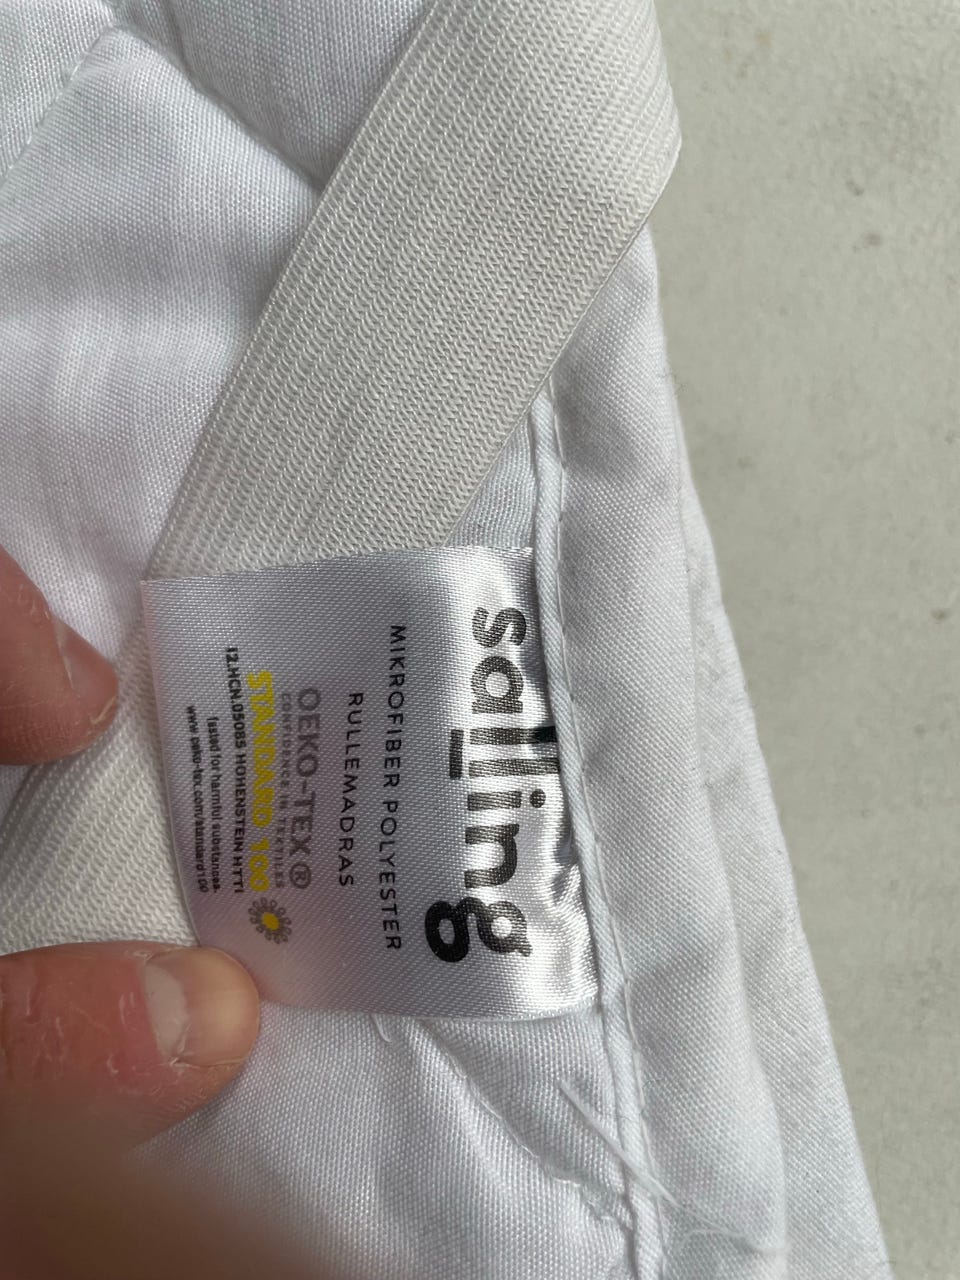 salling
MIKROFIBER POLYESTER
RULLEMADRAS
OEKO-TEX®
CONFIDENCE IN TEXTILES
STANDARD 100
12.HCN.05085 HOHENSTEIN HTTI
Tested for harmful substances.
www.oeko-tex.com/standard100